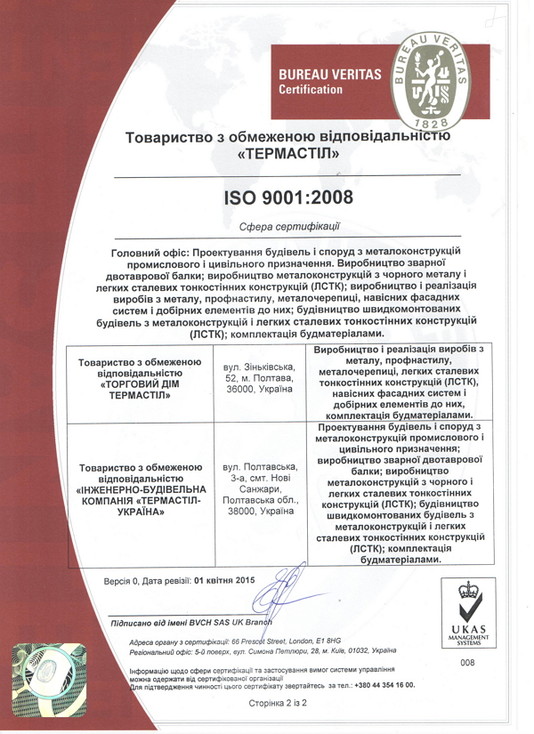 BUREAU VERITAS
Certification
BUREAU VERITAS
1828
Товариство з обмеженою відповідальністю
«ТЕРМАСТІЛ»
ISO 9001:2008
Сфера сертифікації
Головний офіс: Проектування будівель і споруд з металоконструкцій
промислового і цивільного призначення. Виробництво зварної
двотаврової балки; виробництво металоконструкцій з чорного металу і
легких сталевих тонкостінних конструкцій (ЛСТК); виробництво і реалізація
виробів з металу, профнастилу, металочерепиці, навісних фасадних
систем і добірних елементів до них; будівництво швидкомонтованих
будівель з металоконструкцій і легких сталевих тонкостінних конструкцій
(ЛСТК); комплектація будматеріалами.
Товариство з обмеженою
відповідальністю
«ТОРГОВИЙ ДІМ
ТЕРМАСТІЛ»
вул. Зіньківська,
52, м. Полтава,
36000, Україна
Виробництво і реалізація виробів з
металу, профнастилу,
металочерепиці, легких сталевих
тонкостінних конструкцій (ЛСТК),
навісних фасадних систем і
добірних елементів до них,
комплектація будматеріалами.
Товариство з обмеженою
відповідальністю
«ІНЖЕНЕРНО-БУДІВЕЛЬНА
КОМПАНІЯ «ТЕРМАСТІЛ-
УКРАЇНА»
вул. Полтавська,
3-а, смт. Нові
Санжари,
Полтавська обл.,
38000, Україна
Проектування будівель і споруд з
металоконструкцій промислового і
цивільного призначення;
виробництво зварної двотаврової
балки; виробництво
металоконструкцій з чорного і
легких сталевих тонкостінних
конструкцій (ЛСТК); будівництво
швидкомонтованих будівель з
металоконструкцій і легких
сталевих тонкостінних конструкцій
(ЛСТК); комплектація
будматеріалами.
Версія 0, Дата ревізії: 01 квітня 2015
Підписано від імені BVCH SAS UK Branch
Адреса органу з сертифікації: 66 Prescot Street, London, E1 8HG
Регіональний офіс: 5-й поверх, вул. Симона Петлюри, 28, м. Київ, 01032, Україна
Інформацію щодо сфери сертифікації та застосування вимог системи управління
можна одержати від сертифікованої організації
Для підтвердження чинності цього сертифікату звертайтесь за тел.: +380 44 354 16 00.
Сторінка 2 із 2
UKAS
MANAGEMENT
SYSTEMS
008